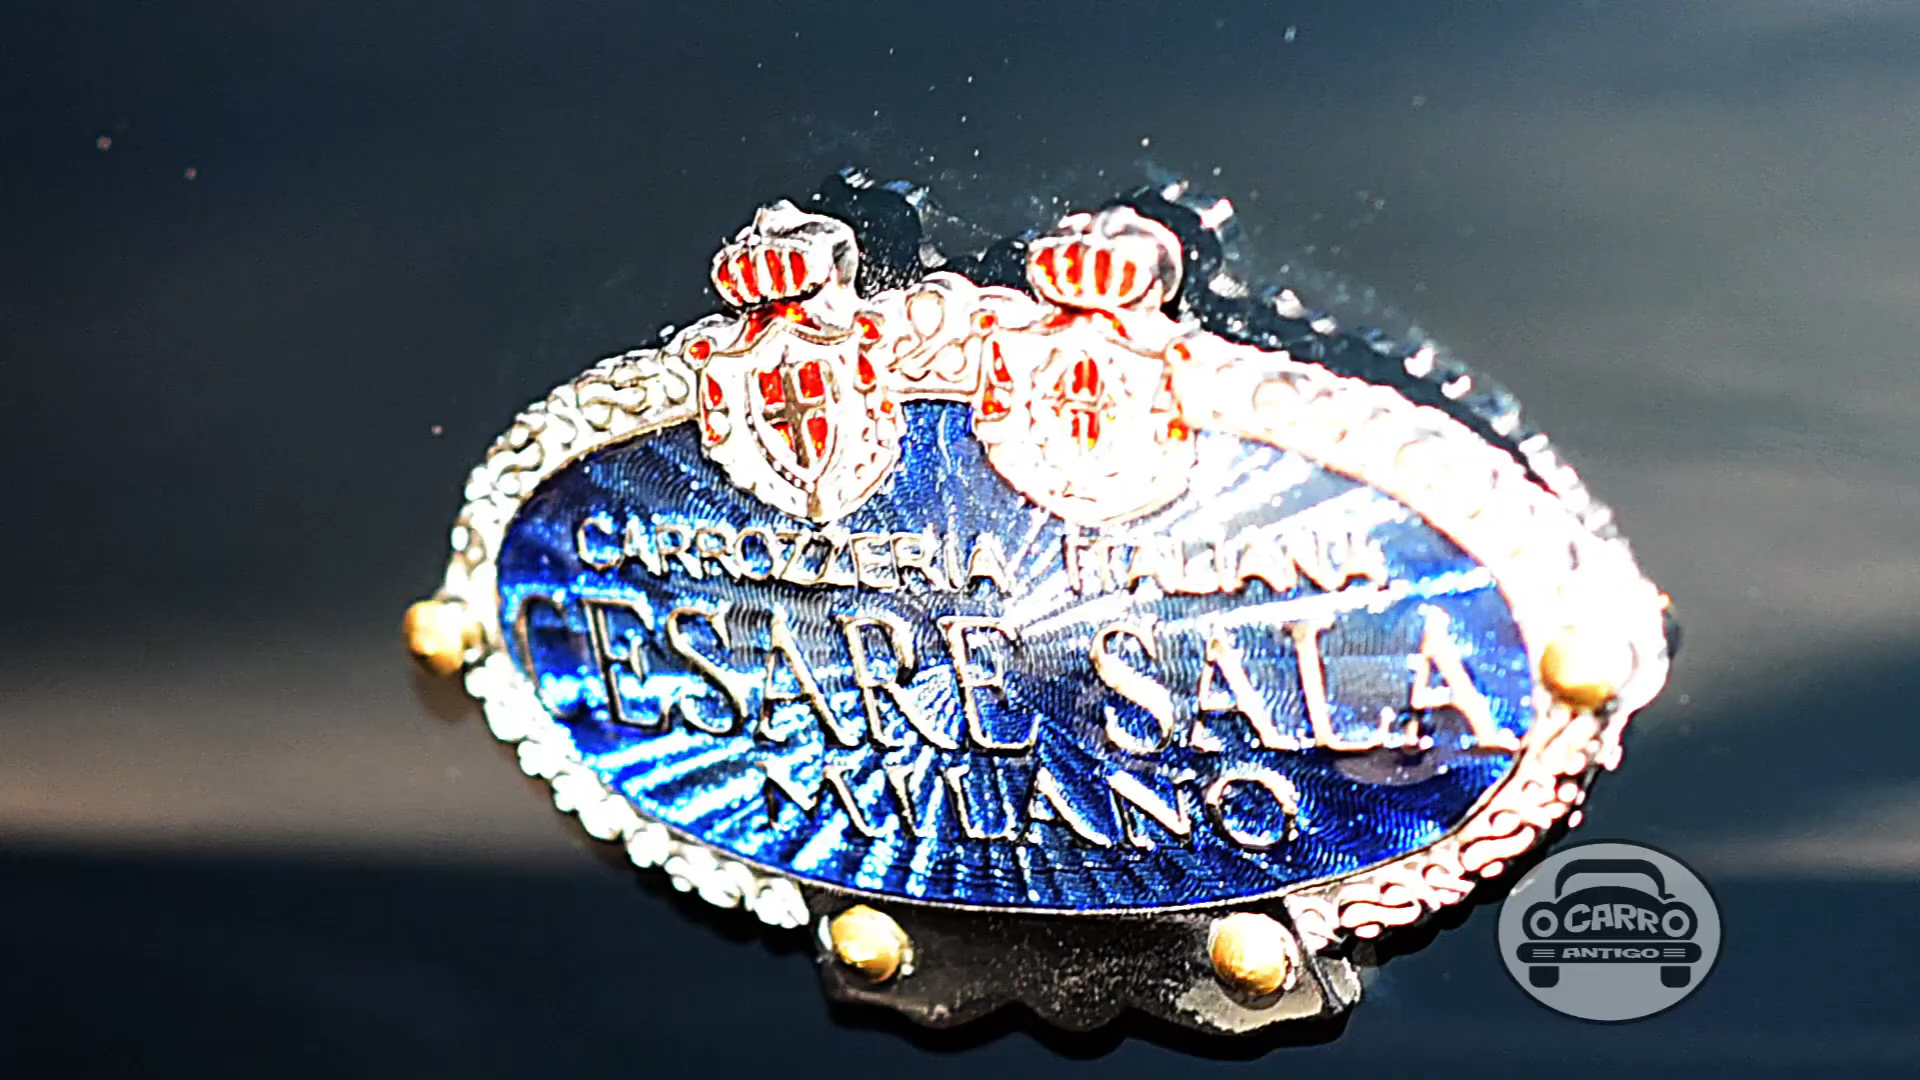 CARROZZERIA ITALIANA
CESARE SALA
MILANO
CARRO
ANTIGO